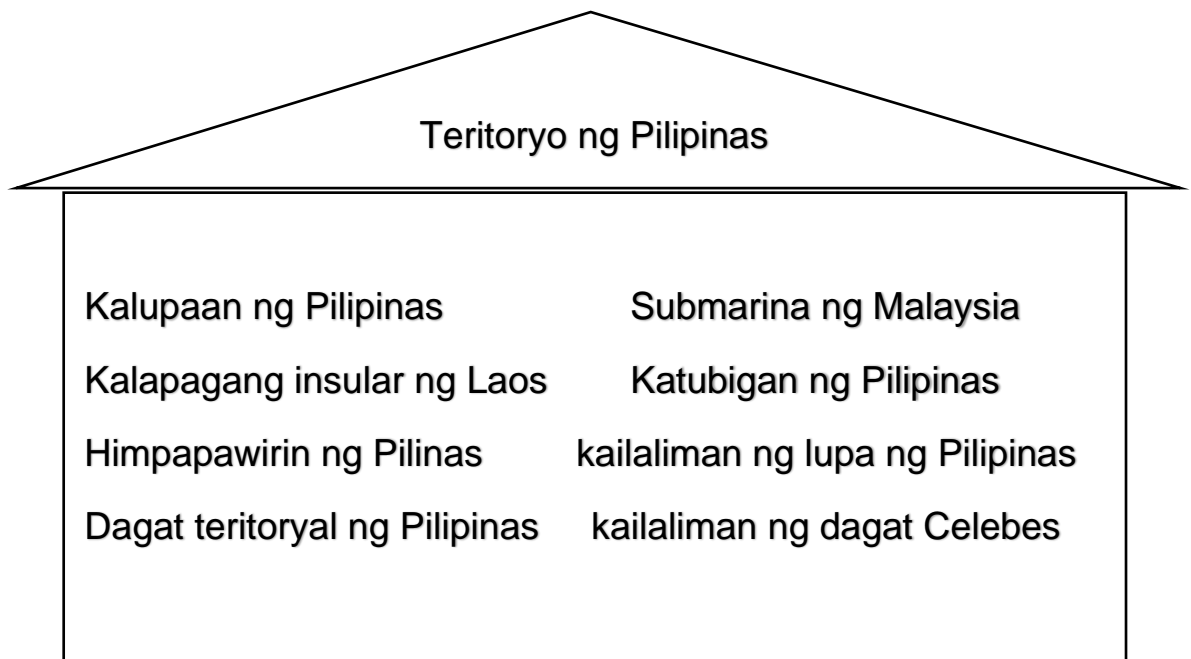 Teritoryo ng Pilipinas
Kalupaan ng Pilipinas Submarina ng Malaysia
Kalapagang insular ng Laos Katubigan ng Pilipinas
Himpapawirin ng Pilinas kailaliman ng lupa ng Pilipinas
Dagat teritoryal ng Pilipinas kailaliman ng dagat Celebes